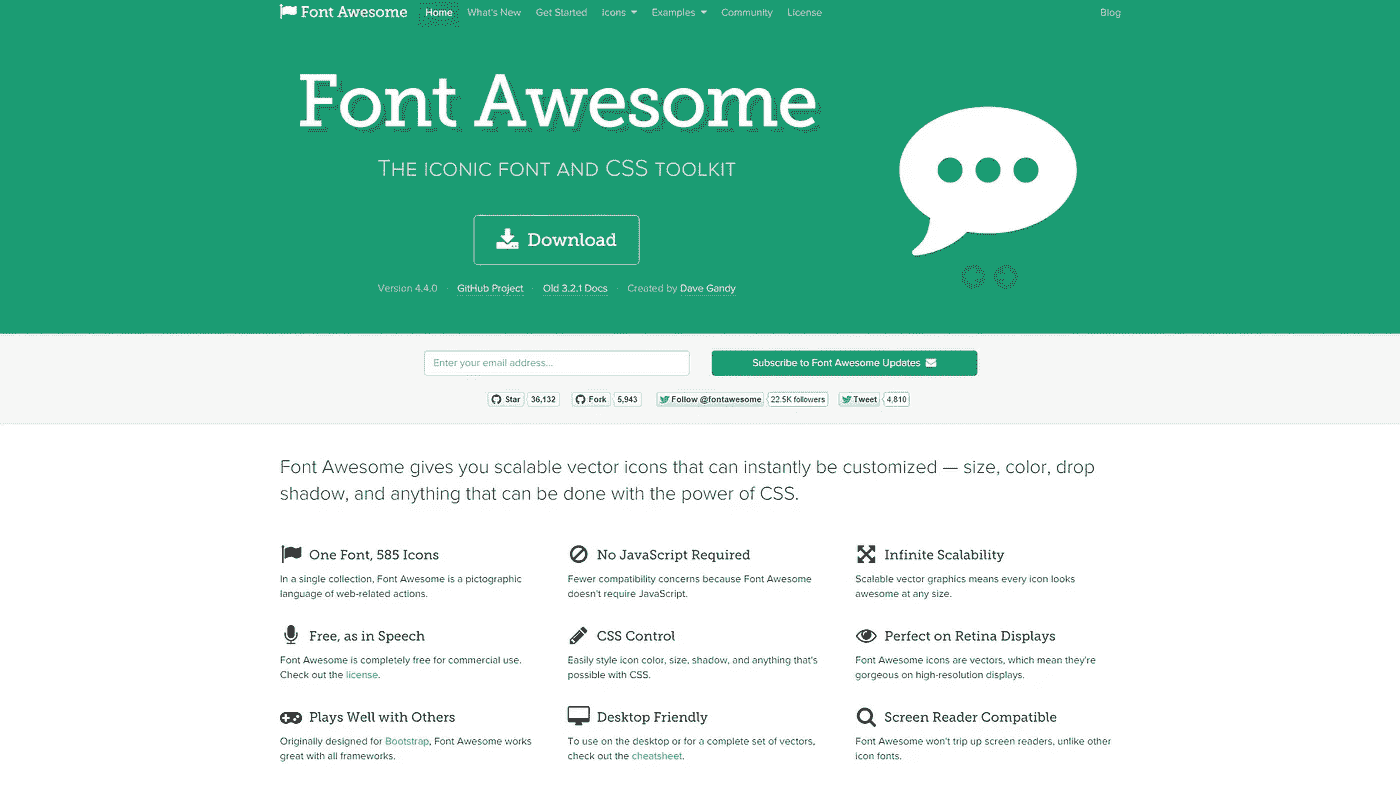 Font Awesome Home What's New Get Started Icons Examples Community License Blog
Font Awesome
The iconic font and CSS toolkit
Download
Version 4.4.0 · GitHub Project · Old 3.2.1 Docs · Created by Dave Gandy
Enter your email address... Subscribe to Font Awesome Updates
Star 36,132 Fork 5,943 Follow @fontawesome 22.5K followers Tweet 4,810
Font Awesome gives you scalable vector icons that can instantly be customized — size, color, drop
shadow, and anything that can be done with the power of CSS.
One Font, 585 Icons
In a single collection, Font Awesome is a pictographic
language of web-related actions.
No JavaScript Required
Fewer compatibility concerns because Font Awesome
doesn't require JavaScript.
Infinite Scalability
Scalable vector graphics means every icon looks
awesome at any size.
Free, as in Speech
Font Awesome is completely free for commercial use.
Check out the license.
CSS Control
Easily style icon color, size, shadow, and anything that's
possible with CSS.
Perfect on Retina Displays
Font Awesome icons are vectors, which mean they're
gorgeous on high-resolution displays.
Plays Well with Others
Originally designed for Bootstrap, Font Awesome works
great with all frameworks.
Desktop Friendly
To use on the desktop or for a complete set of vectors,
check out the cheatsheet.
Screen Reader Compatible
Font Awesome won't trip up screen readers, unlike other
icon fonts.